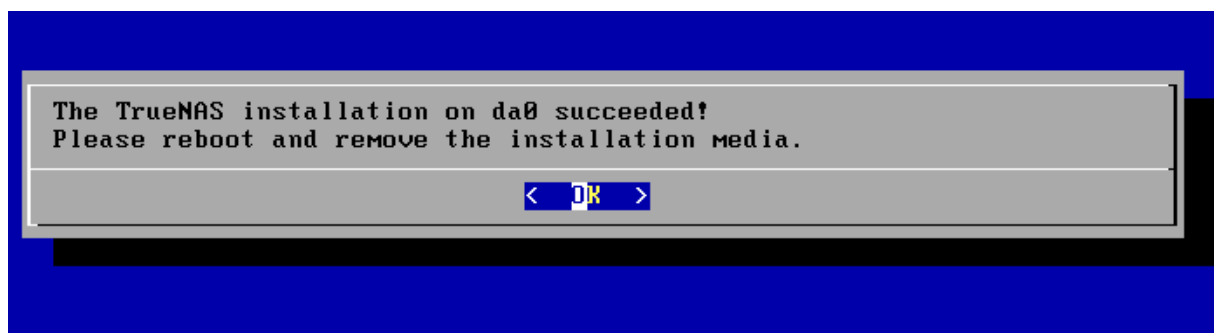 The TrueNAS installation on da0 succeeded!
Please reboot and remove the installation media.
<  OK  >